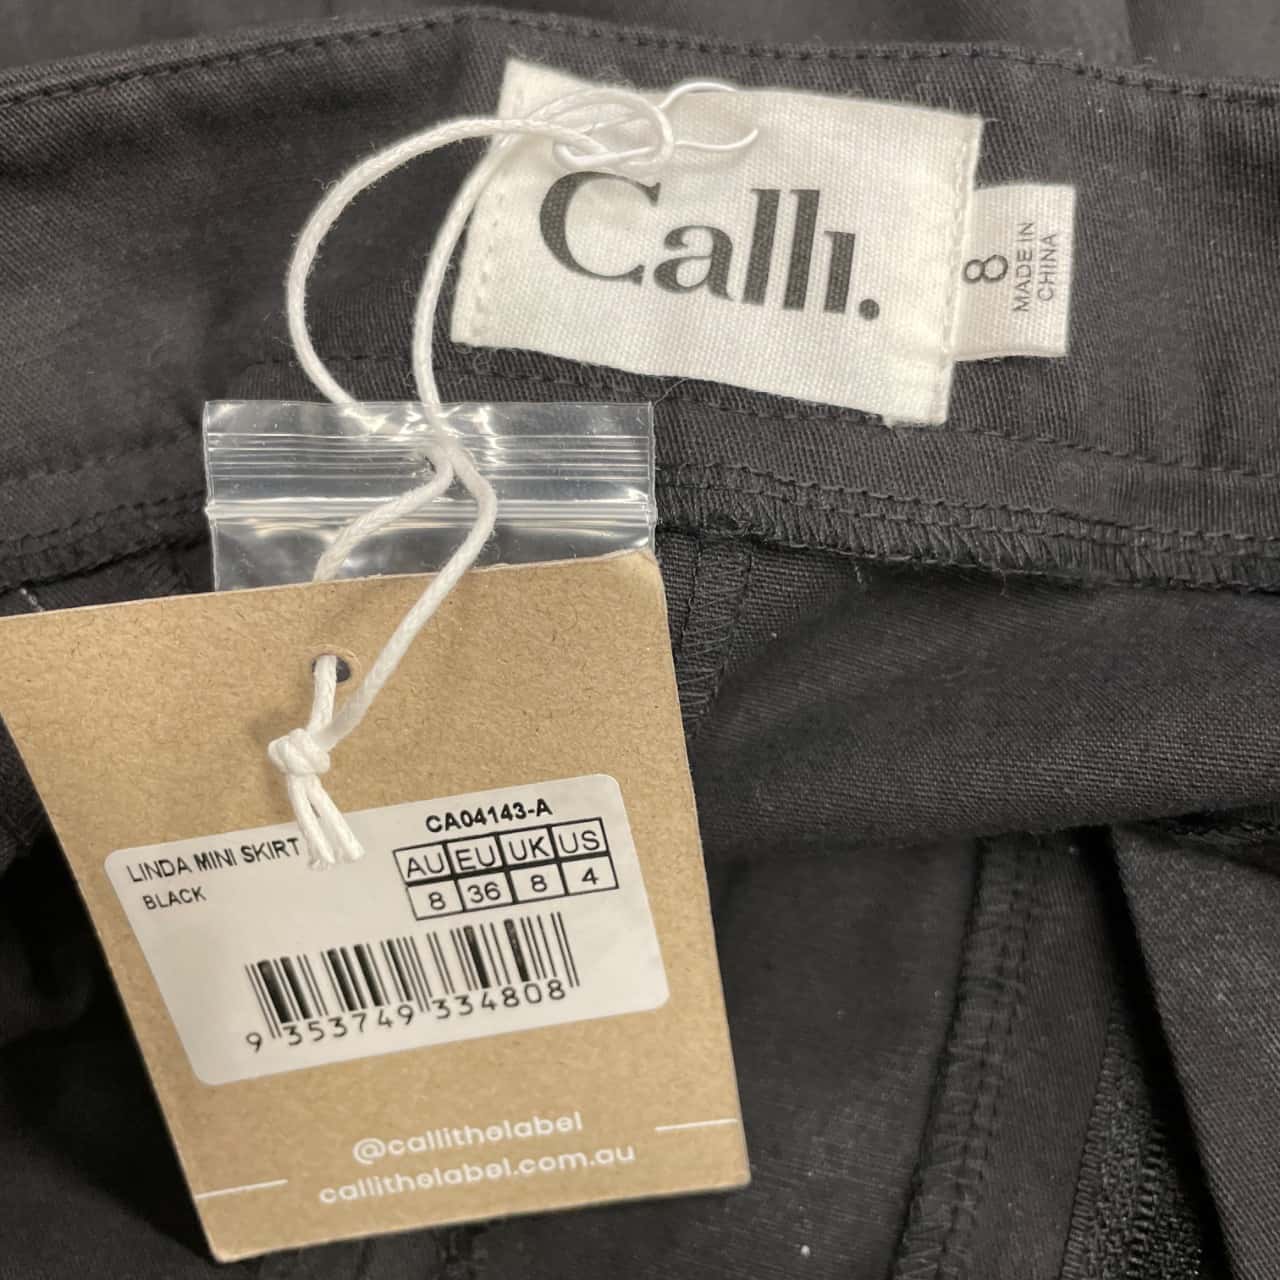 Callı.
8
MADE IN
CHINA
CA04143-A
LINDA MINI SKIRT
BLACK
AU EU UK US
8 36 8 4
9 353749 334808
@callithelabel
callithelabel.com.au